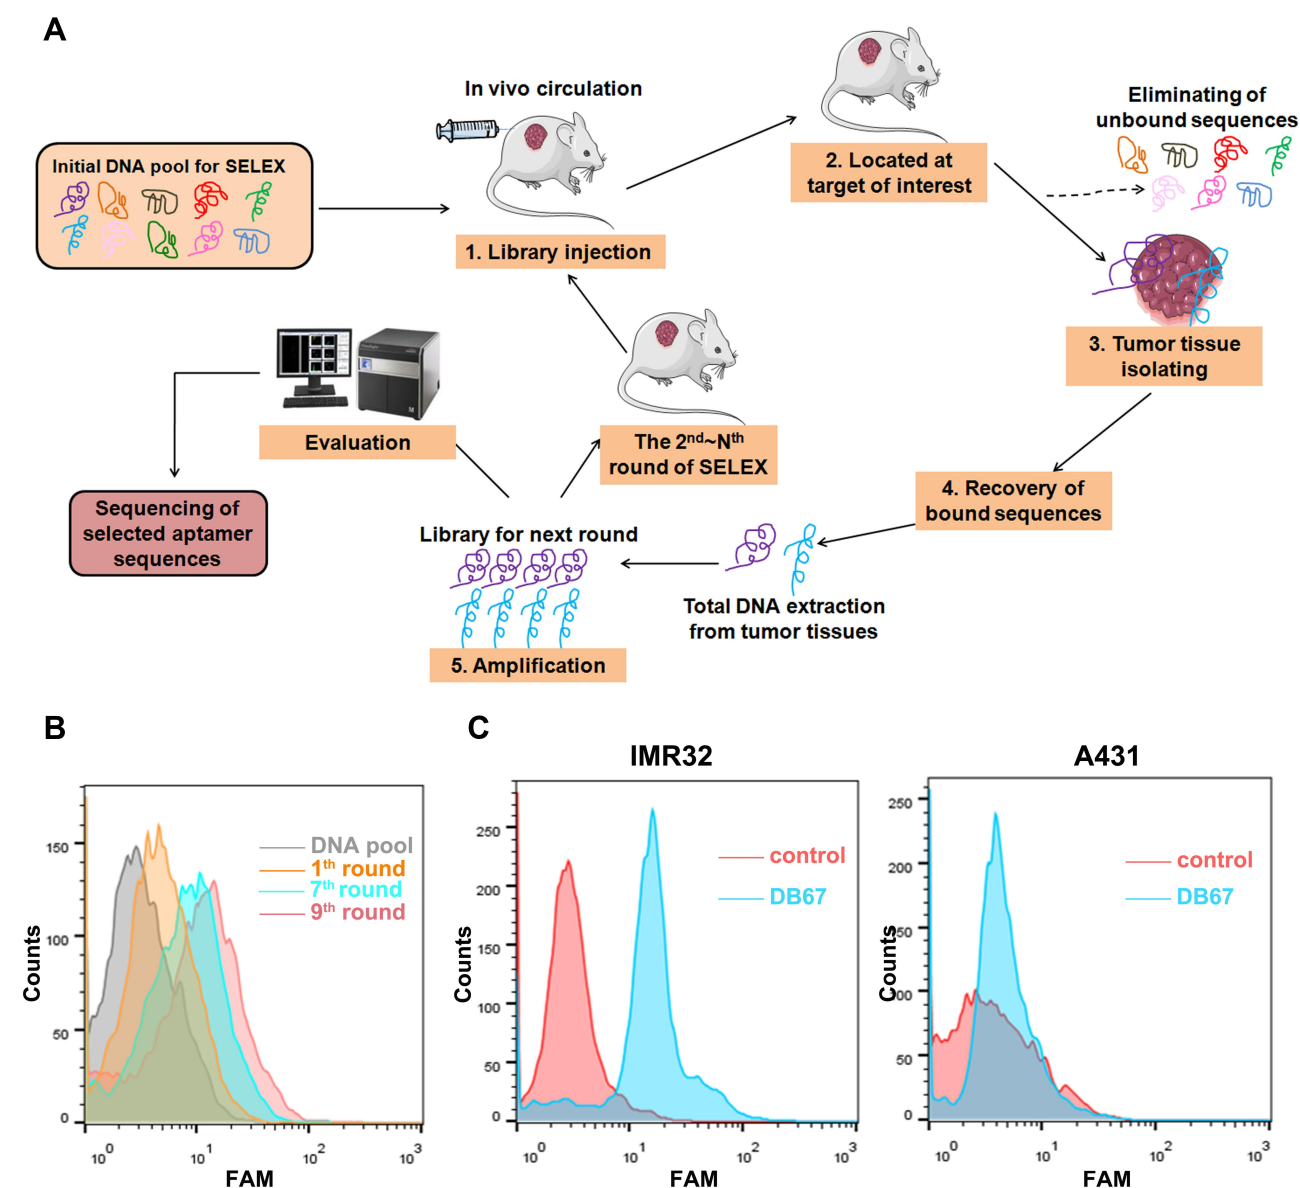 A
In vivo circulation
Initial DNA pool for SELEX
1. Library injection
2. Located at
target of interest
Eliminating of
unbound sequences
3. Tumor tissue
isolating
4. Recovery of
bound sequences
Total DNA extraction
from tumor tissues
Library for next round
5. Amplification
The 2nd~Nth
round of SELEX
Evaluation
M
Sequencing of
selected aptamer
sequences
B
Counts
150
100
50
0
DNA pool
1th round
7th round
9th round
10^0 10^1 10^2 10^3
FAM
C
IMR32
Counts
250
200
150
100
50
0
control
DB67
10^0 10^1 10^2 10^3
FAM
A431
Counts
250
200
150
100
50
0
control
DB67
10^0 10^1 10^2 10^3
FAM